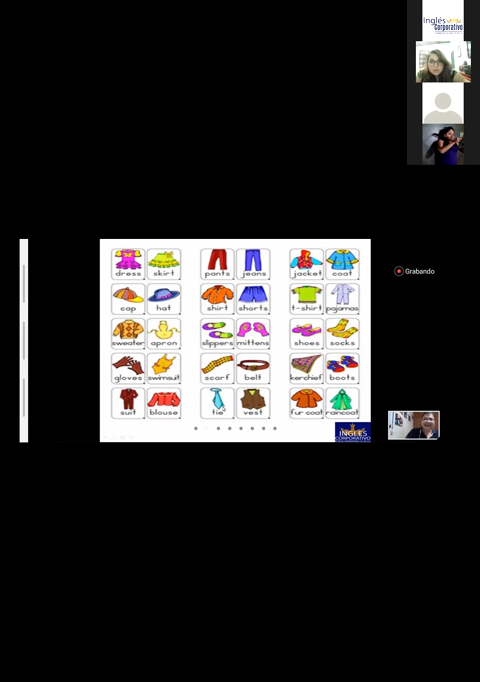 Inglés
Corporativo
dress skirt pants jeans jacket coat
Grabando
cap hat shirt shorts t-shirt pajamas
sweater apron slippers mittens shoes socks
gloves swimsuit scarf belt kerchief boots
suit blouse tie vest fur coat raincoat
INGLÉS
CORPORATIVO